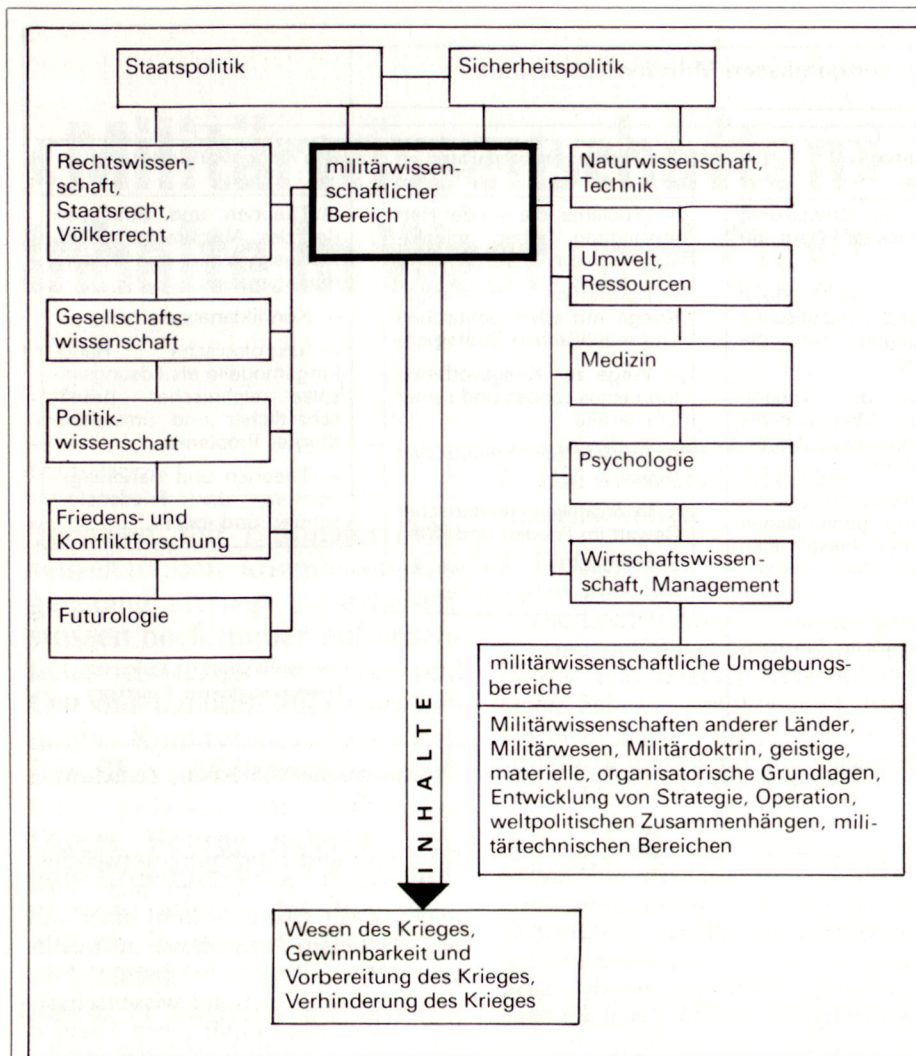 Staatspolitik
Sicherheitspolitik
Rechtswissen-
schaft,
Staatsrecht,
Völkerrecht
militärwissen-
schaftlicher
Bereich
Naturwissenschaft,
Technik
Umwelt,
Ressourcen
Gesellschafts-
wissenschaft
Medizin
Politik-
wissenschaft
Psychologie
Friedens- und
Konfliktforschung
Wirtschaftswissen-
schaft, Management
Futurologie
militärwissenschaftliche Umgebungs-
bereiche
Militärwissenschaften anderer Länder,
Militärwesen, Militärdoktrin, geistige,
materielle, organisatorische Grundlagen,
Entwicklung von Strategie, Operation,
weltpolitischen Zusammenhängen, mili-
tärtechnischen Bereichen
INHALTE
Wesen des Krieges,
Gewinnbarkeit und
Vorbereitung des Krieges,
Verhinderung des Krieges